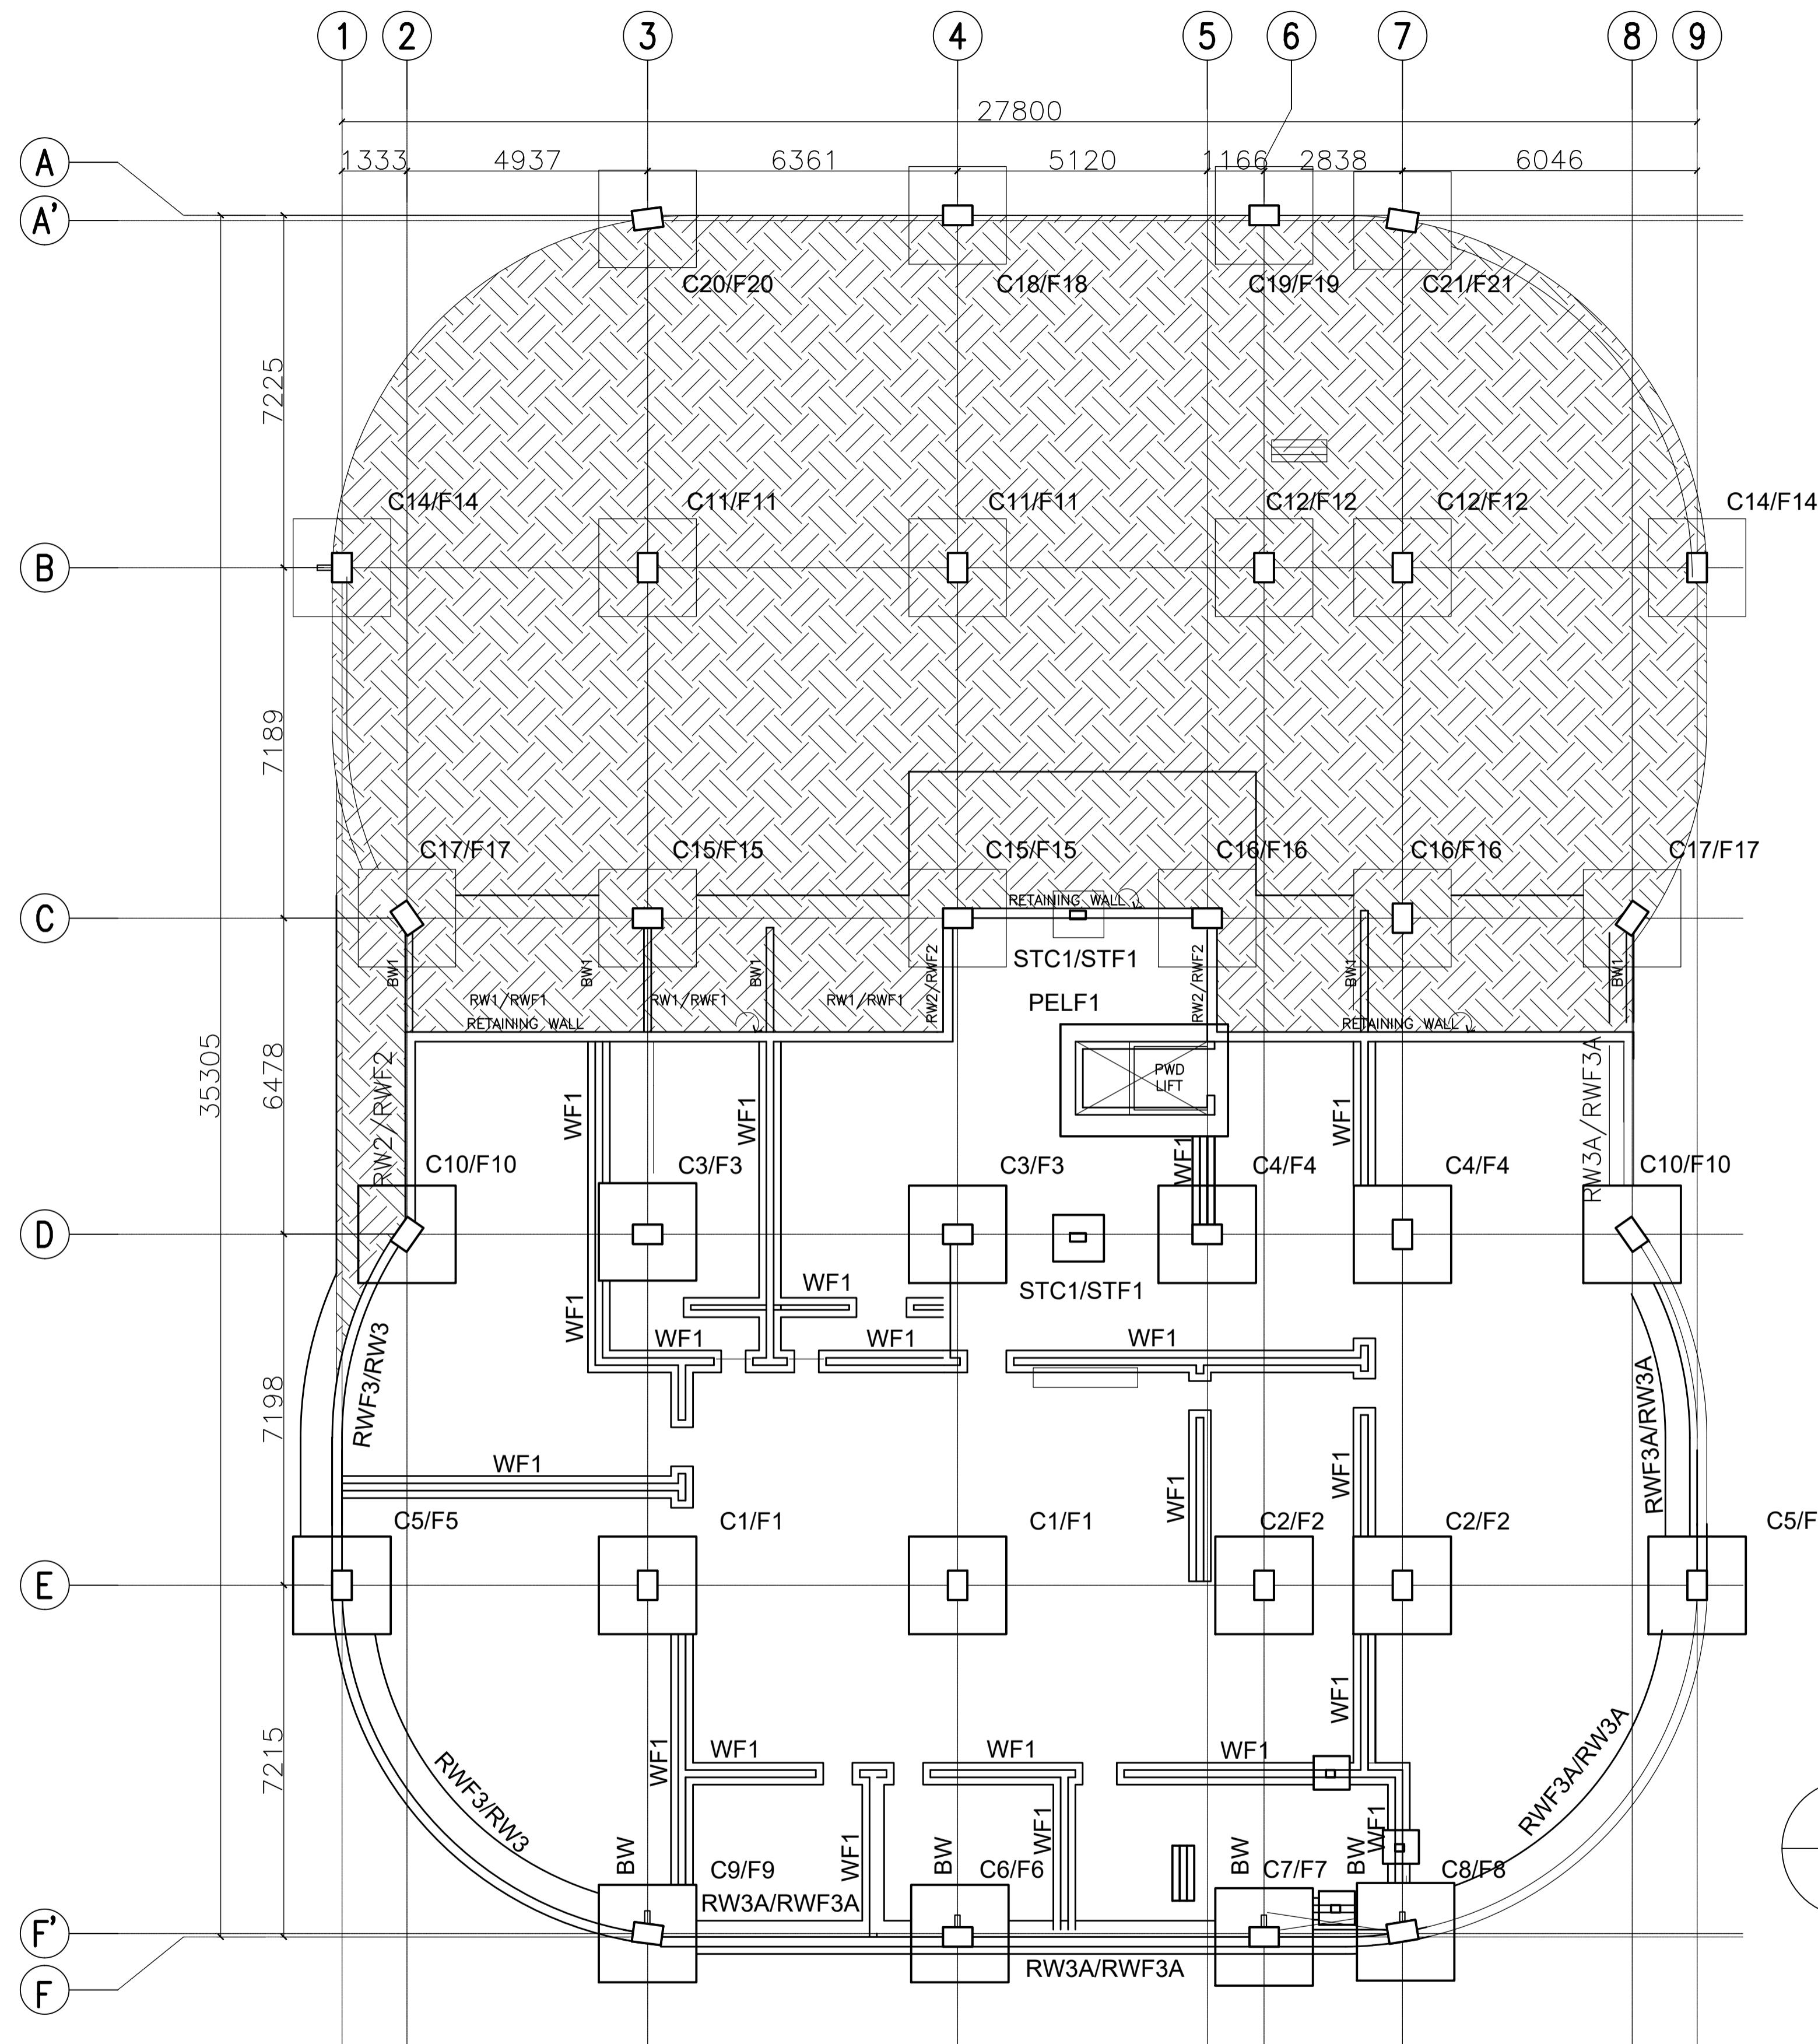 1 2 3 4 5 6 7 8 9
27800
A
1333 4937 6361 5120 1166 2838 6046
A'
C20/F20 C18/F18 C19/F19 C21/F21
7225
C14/F14 C11/F11 C11/F11 C12/F12 C12/F12 C14/F14
B
7189
C17/F17 C15/F15 C15/F15 C16/F16 C16/F16 C17/F17
RETAINING WALL
C
STC1/STF1
BW1 BW1 BW1 RW2/RWF2 RW2/RWF2 BW1 BW1
RW1/RWF1 RW1/RWF1 RW1/RWF1 PELF1
RETAINING WALL RETAINING WALL
35305
6478
PWD
LIFT
RW2/RWF2 WF1 WF1 WF1 WF1 RW3A/RWF3A
C10/F10 C3/F3 C3/F3 C4/F4 C4/F4 C10/F10
D
WF1 STC1/STF1
WF1
WF1 WF1 WF1
RWF3/RW3
7198
RWF3A/RW3A
WF1 WF1 WF1
C5/F5 C1/F1 C1/F1 C2/F2 C2/F2 C5/F
E
WF1
7215
WF1 WF1 WF1 WF1
RWF3/RW3 RWF3A/RW3A
BW WF1 BW WF1 BW BW WF1
C9/F9 C6/F6 C7/F7 C8/F8
RW3A/RWF3A
F'
RW3A/RWF3A
F